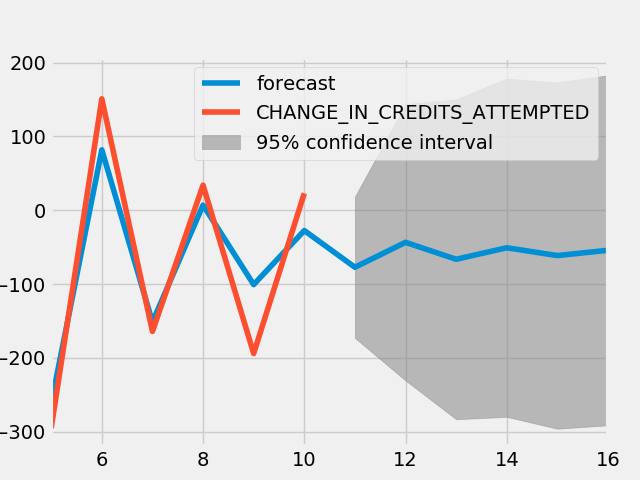 200
forecast
CHANGE_IN_CREDITS_ATTEMPTED
95% confidence interval
100
0
−100
−200
−300
6 8 10 12 14 16